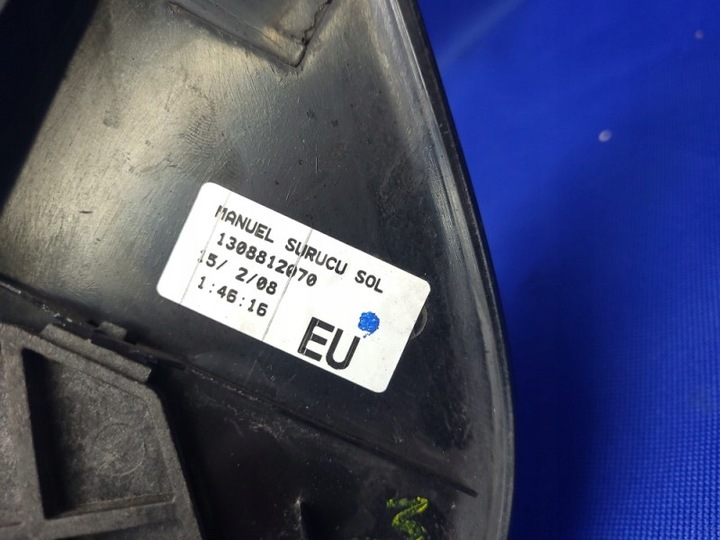 MANUEL SURUCU SOL
1308812070
15/ 2/08
1:46:16
EU